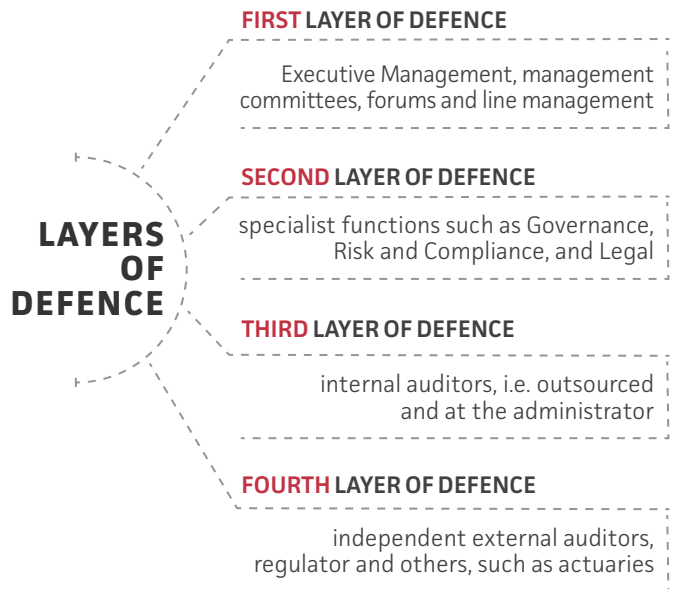 FIRST LAYER OF DEFENCE
Executive Management, management
committees, forums and line management
SECOND LAYER OF DEFENCE
specialist functions such as Governance,
Risk and Compliance, and Legal
LAYERS
OF
DEFENCE
THIRD LAYER OF DEFENCE
internal auditors, i.e. outsourced
and at the administrator
FOURTH LAYER OF DEFENCE
independent external auditors,
regulator and others, such as actuaries